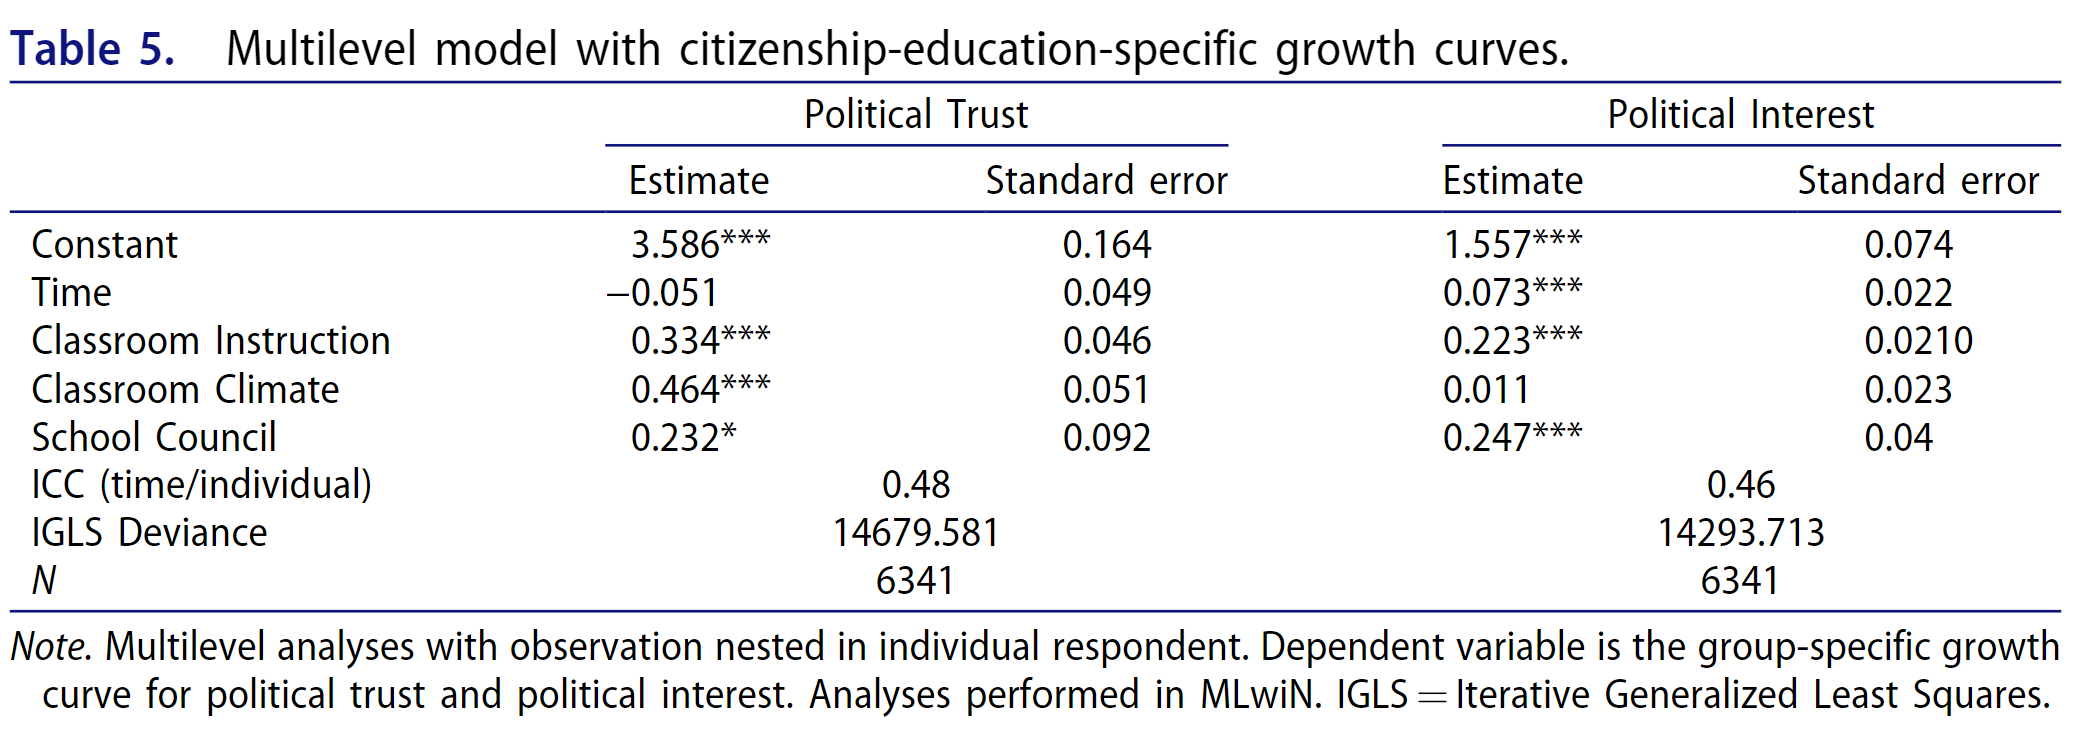 Table 5. Multilevel model with citizenship-education-specific growth curves.
Political Trust Political Interest
Estimate Standard error Estimate Standard error
Constant 3.586*** 0.164 1.557*** 0.074
Time −0.051 0.049 0.073*** 0.022
Classroom Instruction 0.334*** 0.046 0.223*** 0.0210
Classroom Climate 0.464*** 0.051 0.011 0.023
School Council 0.232* 0.092 0.247*** 0.04
ICC (time/individual) 0.48 0.46
IGLS Deviance 14679.581 14293.713
N 6341 6341
Note. Multilevel analyses with observation nested in individual respondent. Dependent variable is the group-specific growth
curve for political trust and political interest. Analyses performed in MLwiN. IGLS = Iterative Generalized Least Squares.